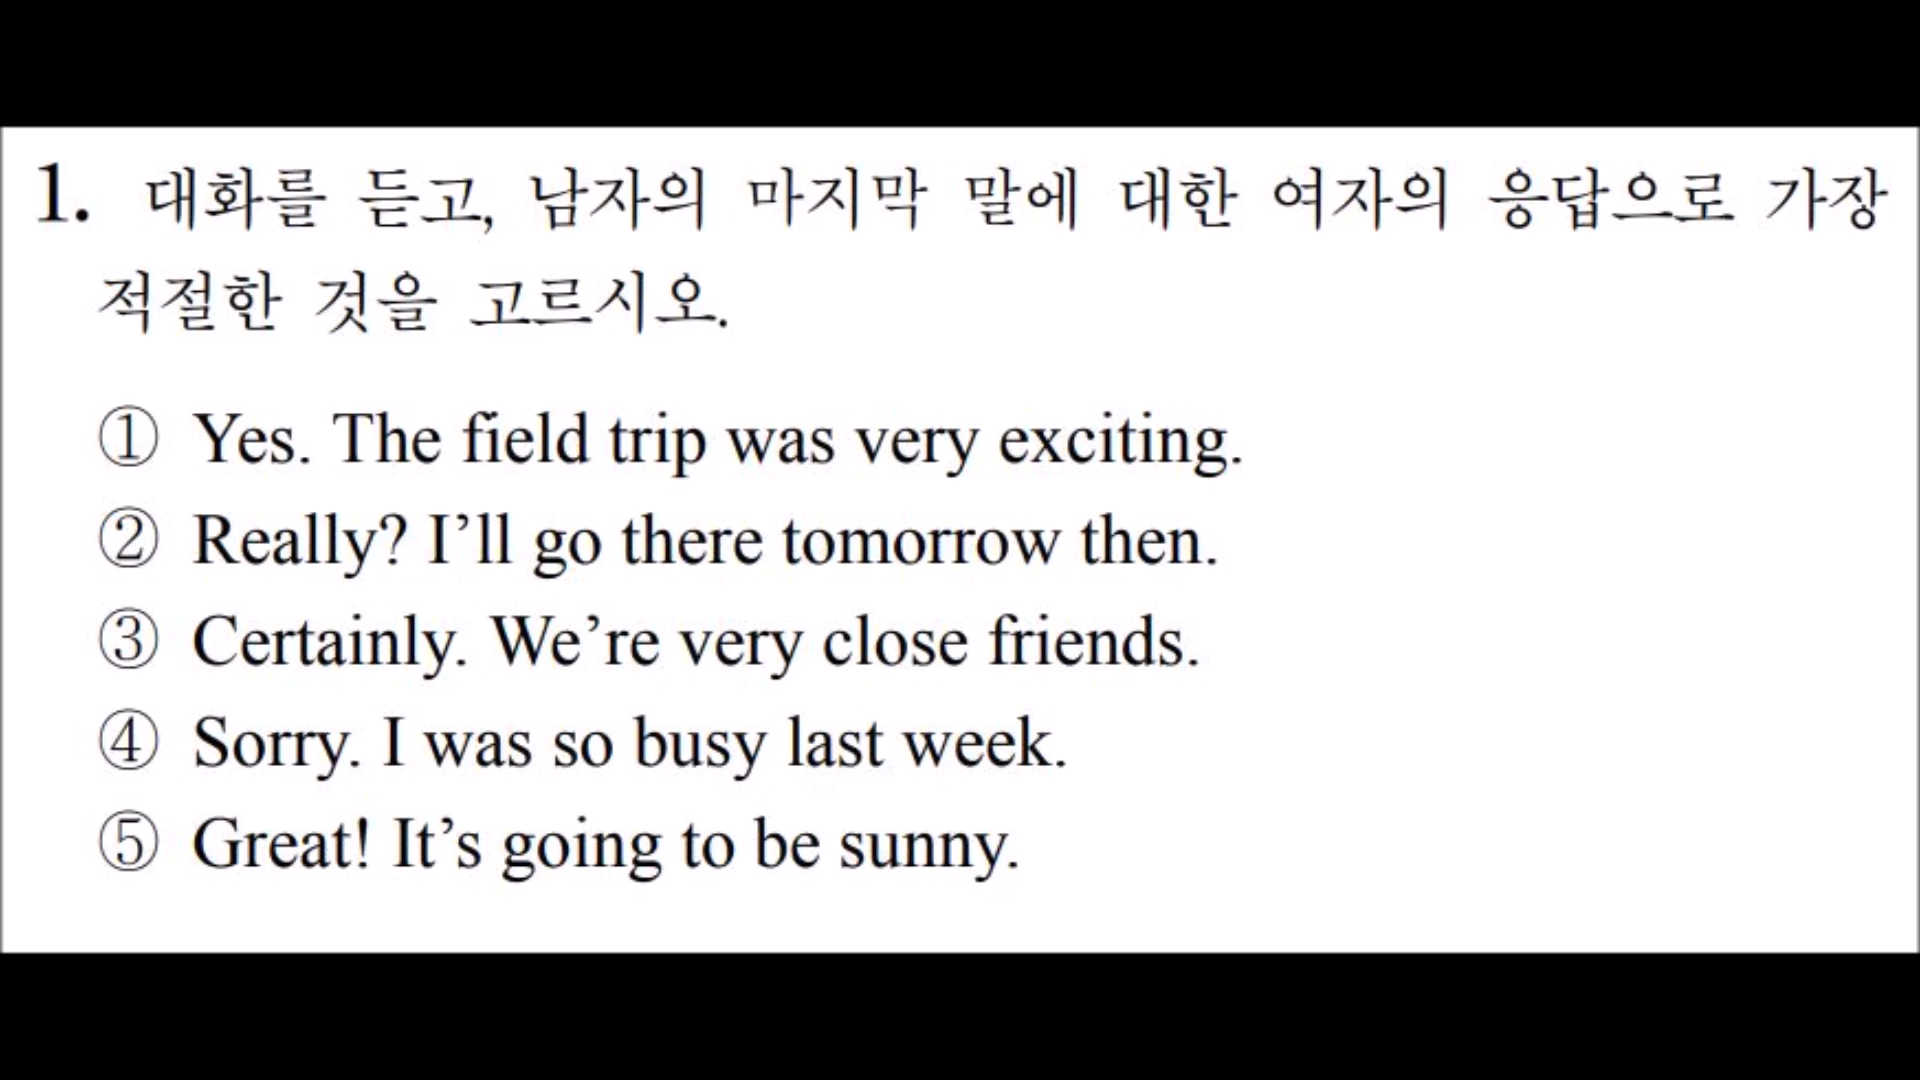 1. 대화를 듣고, 남자의 마지막 말에 대한 여자의 응답으로 가장
적절한 것을 고르시오.
① Yes. The field trip was very exciting.
② Really? I’ll go there tomorrow then.
③ Certainly. We’re very close friends.
④ Sorry. I was so busy last week.
⑤ Great! It’s going to be sunny.